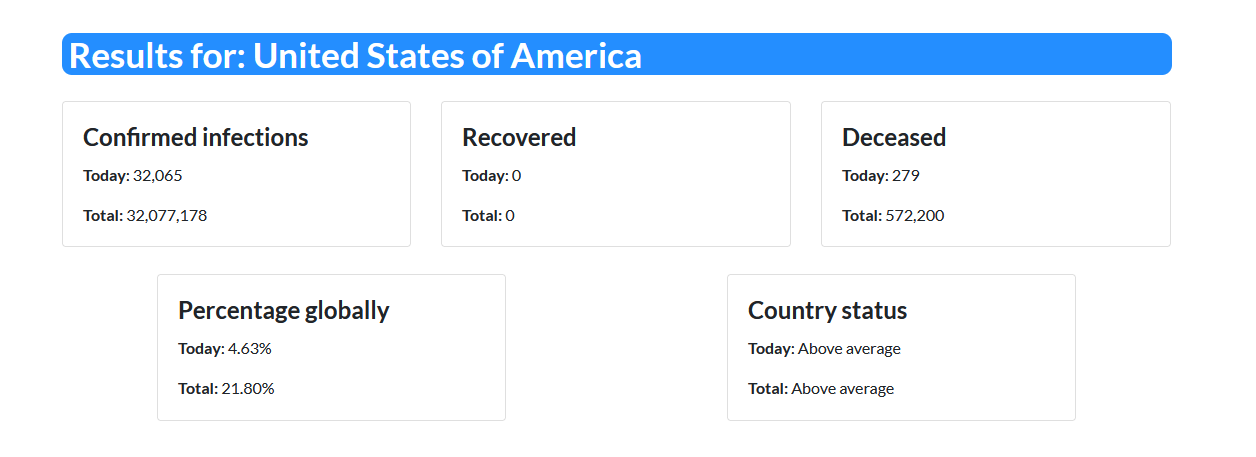 Results for: United States of America
Confirmed infections
Today: 32,065
Total: 32,077,178
Recovered
Today: 0
Total: 0
Deceased
Today: 279
Total: 572,200
Percentage globally
Today: 4.63%
Total: 21.80%
Country status
Today: Above average
Total: Above average